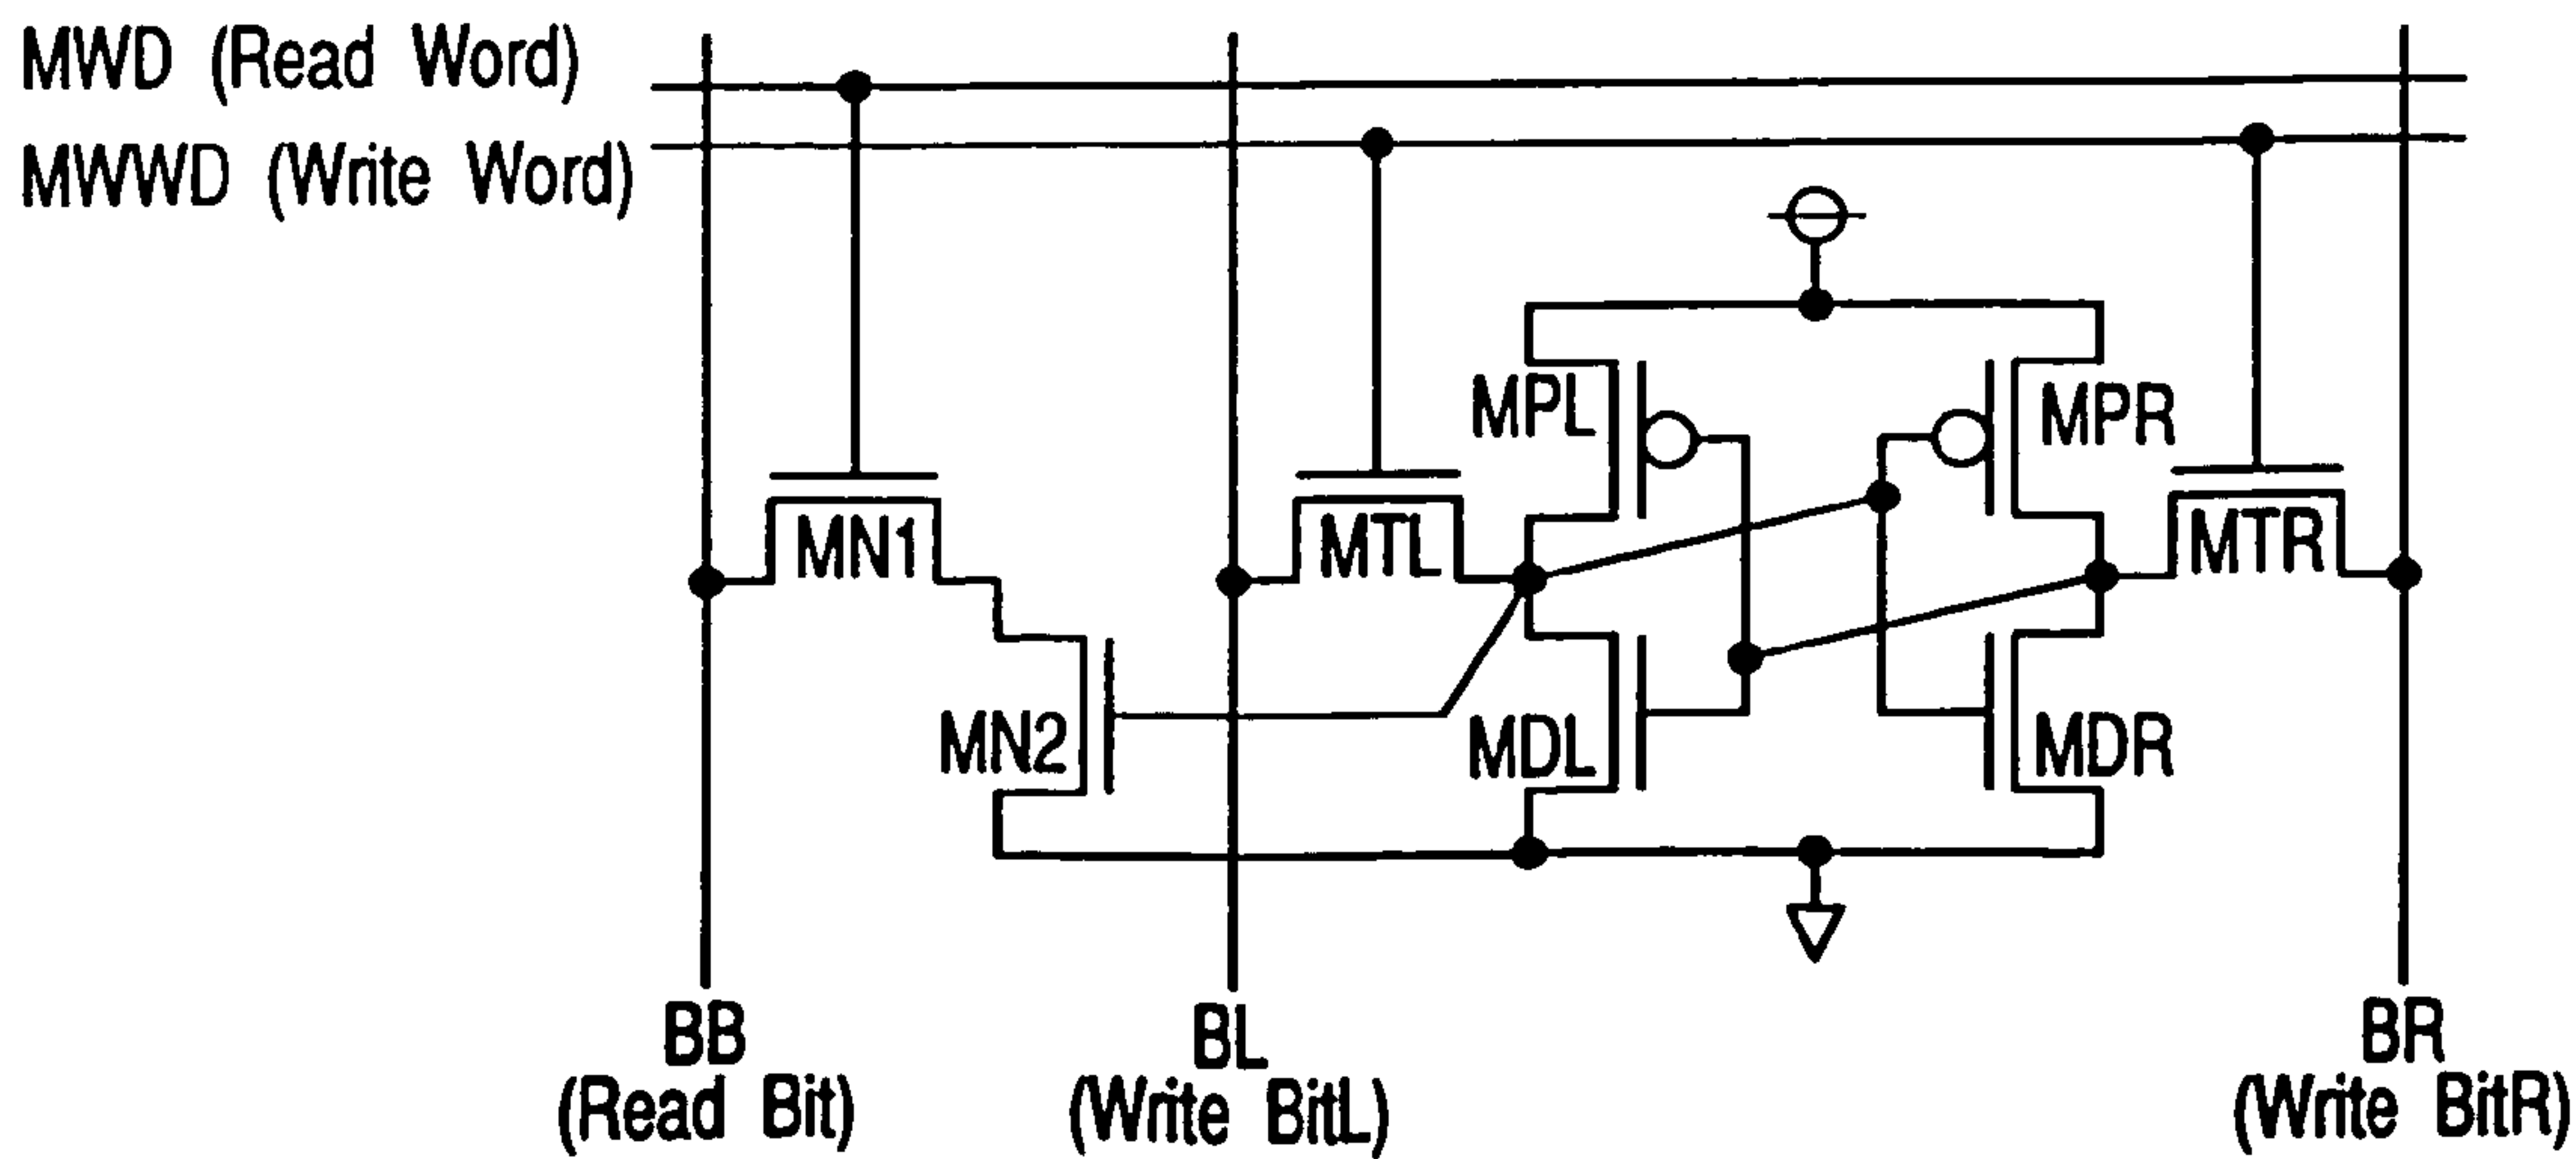 MWD (Read Word)
MWWD (Write Word)
MPL
MPR
MN1
MTL
MTR
MN2
MDL
MDR
BB
(Read Bit)
BL
(Write BitL)
BR
(Write BitR)